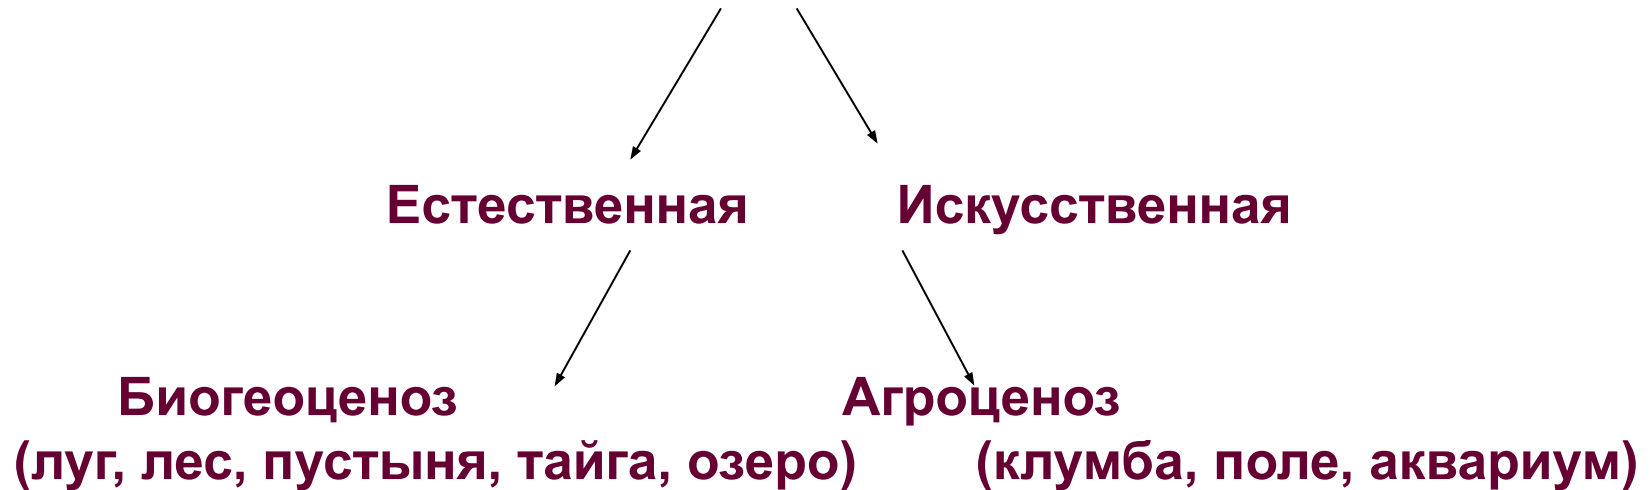 Естественная Искусственная
Биогеоценоз Агроценоз
(луг, лес, пустыня, тайга, озеро) (клумба, поле, аквариум)